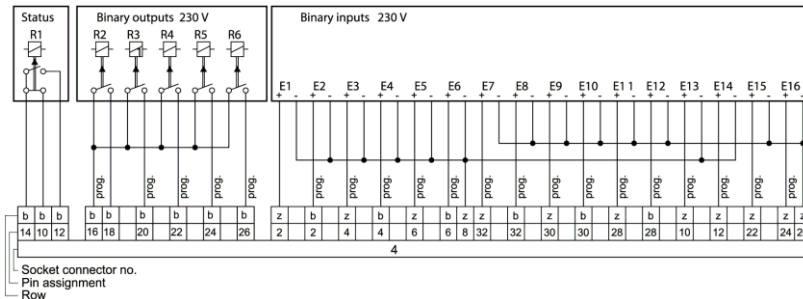 Status
Binary outputs 230 V
Binary inputs 230 V
R1
R2 R3 R4 R5 R6
E1 E2 E3 E4 E5 E6 E7 E8 E9 E10 E11 E12 E13 E14 E15 E16
+ - + - + - + - + - + - + - + - + - + - + - + - + - + - + - + -
prog. prog. prog. prog. prog. prog. prog. prog. prog. prog. prog. prog. prog. prog. prog. prog. prog. prog. prog. prog.
b b b b b b b b b z b z b z b z z b z b z b z z z z z
14 10 12 16 18 20 22 24 26 2 2 4 4 6 6 8 32 32 30 30 28 28 10 12 22 24
4
Socket connector no.
Pin assignment
Row